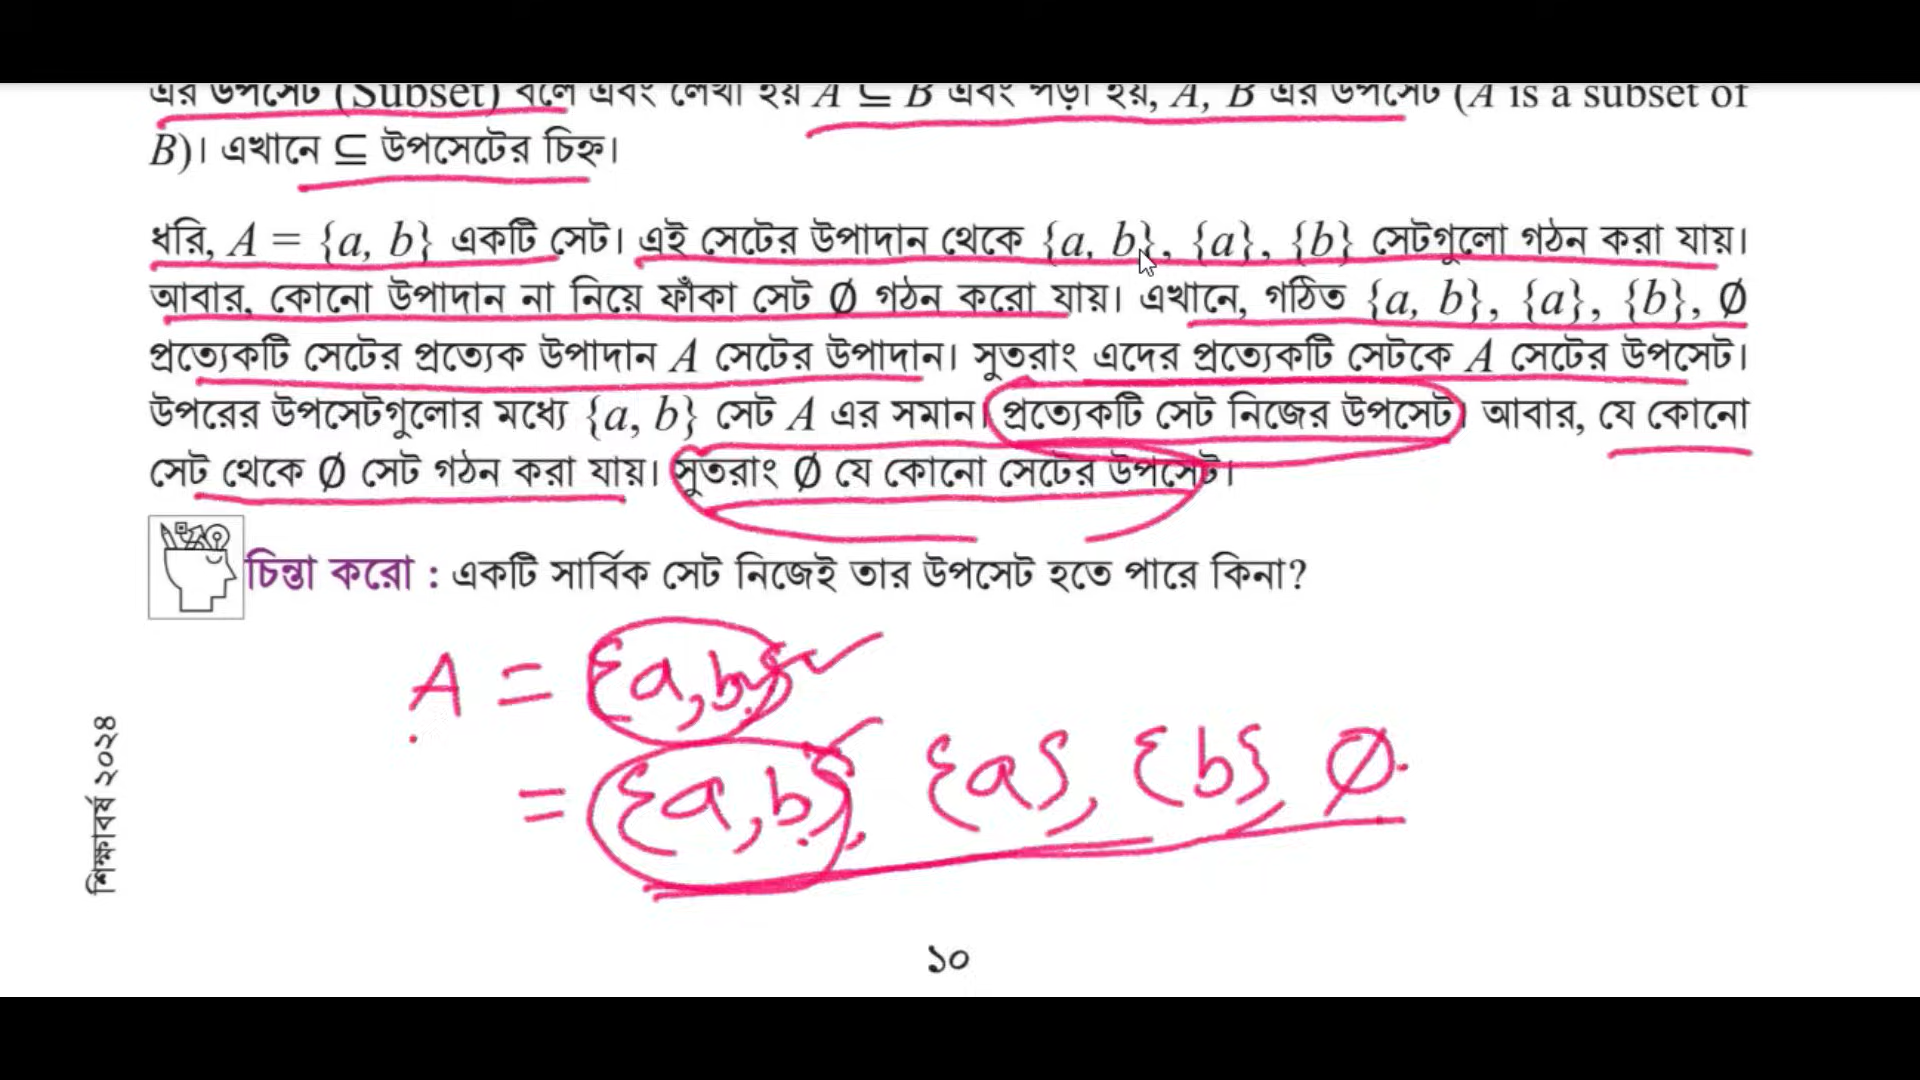 এর উপসেট (Subset) বলে এবং লেখা হয় A ⊆ B এবং পড়া হয়, A, B এর উপসেট (A is a subset of
B)। এখানে ⊆ উপসেটের চিহ্ন।
ধরি, A = {a, b} একটি সেট। এই সেটের উপাদান থেকে {a, b}, {a}, {b} সেটগুলো গঠন করা যায়।
আবার, কোনো উপাদান না নিয়ে ফাঁকা সেট Ø গঠন করো যায়। এখানে, গঠিত {a, b}, {a}, {b}, Ø
প্রত্যেকটি সেটের প্রত্যেক উপাদান A সেটের উপাদান। সুতরাং এদের প্রত্যেকটি সেটকে A সেটের উপসেট।
উপরের উপসেটগুলোর মধ্যে {a, b} সেট A এর সমান। প্রত্যেকটি সেট নিজের উপসেট। আবার, যে কোনো
সেট থেকে Ø সেট গঠন করা যায়। সুতরাং Ø যে কোনো সেটের উপসেট।
চিন্তা করো : একটি সার্বিক সেট নিজেই তার উপসেট হতে পারে কিনা?
A = {a, b}
= {a, b}, {a}, {b}, Ø
শিক্ষাবর্ষ ২০২৪
১০